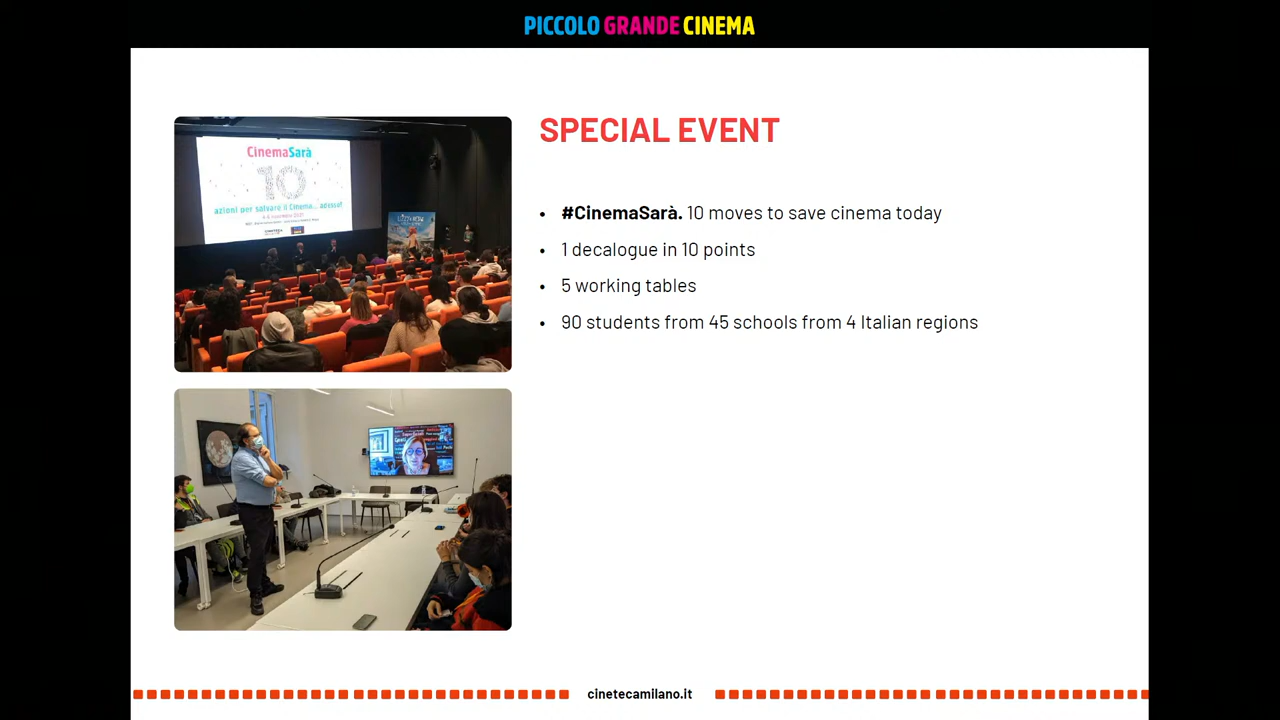 PICCOLO GRANDE CINEMA
CinemaSarà
10
azioni per salvare il Cinema... adesso!
SPECIAL EVENT
• #CinemaSarà. 10 moves to save cinema today
• 1 decalogue in 10 points
• 5 working tables
• 90 students from 45 schools from 4 Italian regions
cinetecamilano.it